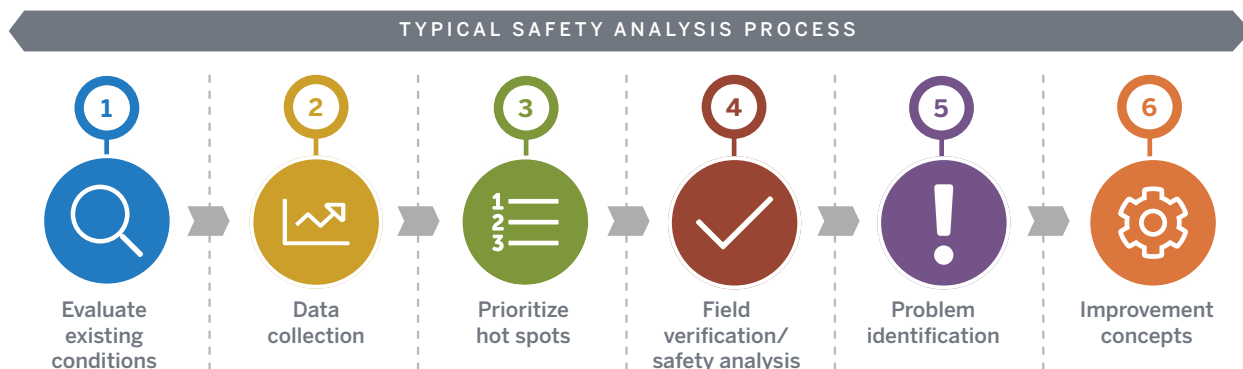 TYPICAL SAFETY ANALYSIS PROCESS
1
2
3
4
5
6
1
2
3
Evaluate
existing
conditions
Data
collection
Prioritize
hot spots
Field
verification/
safety analysis
Problem
identification
Improvement
concepts